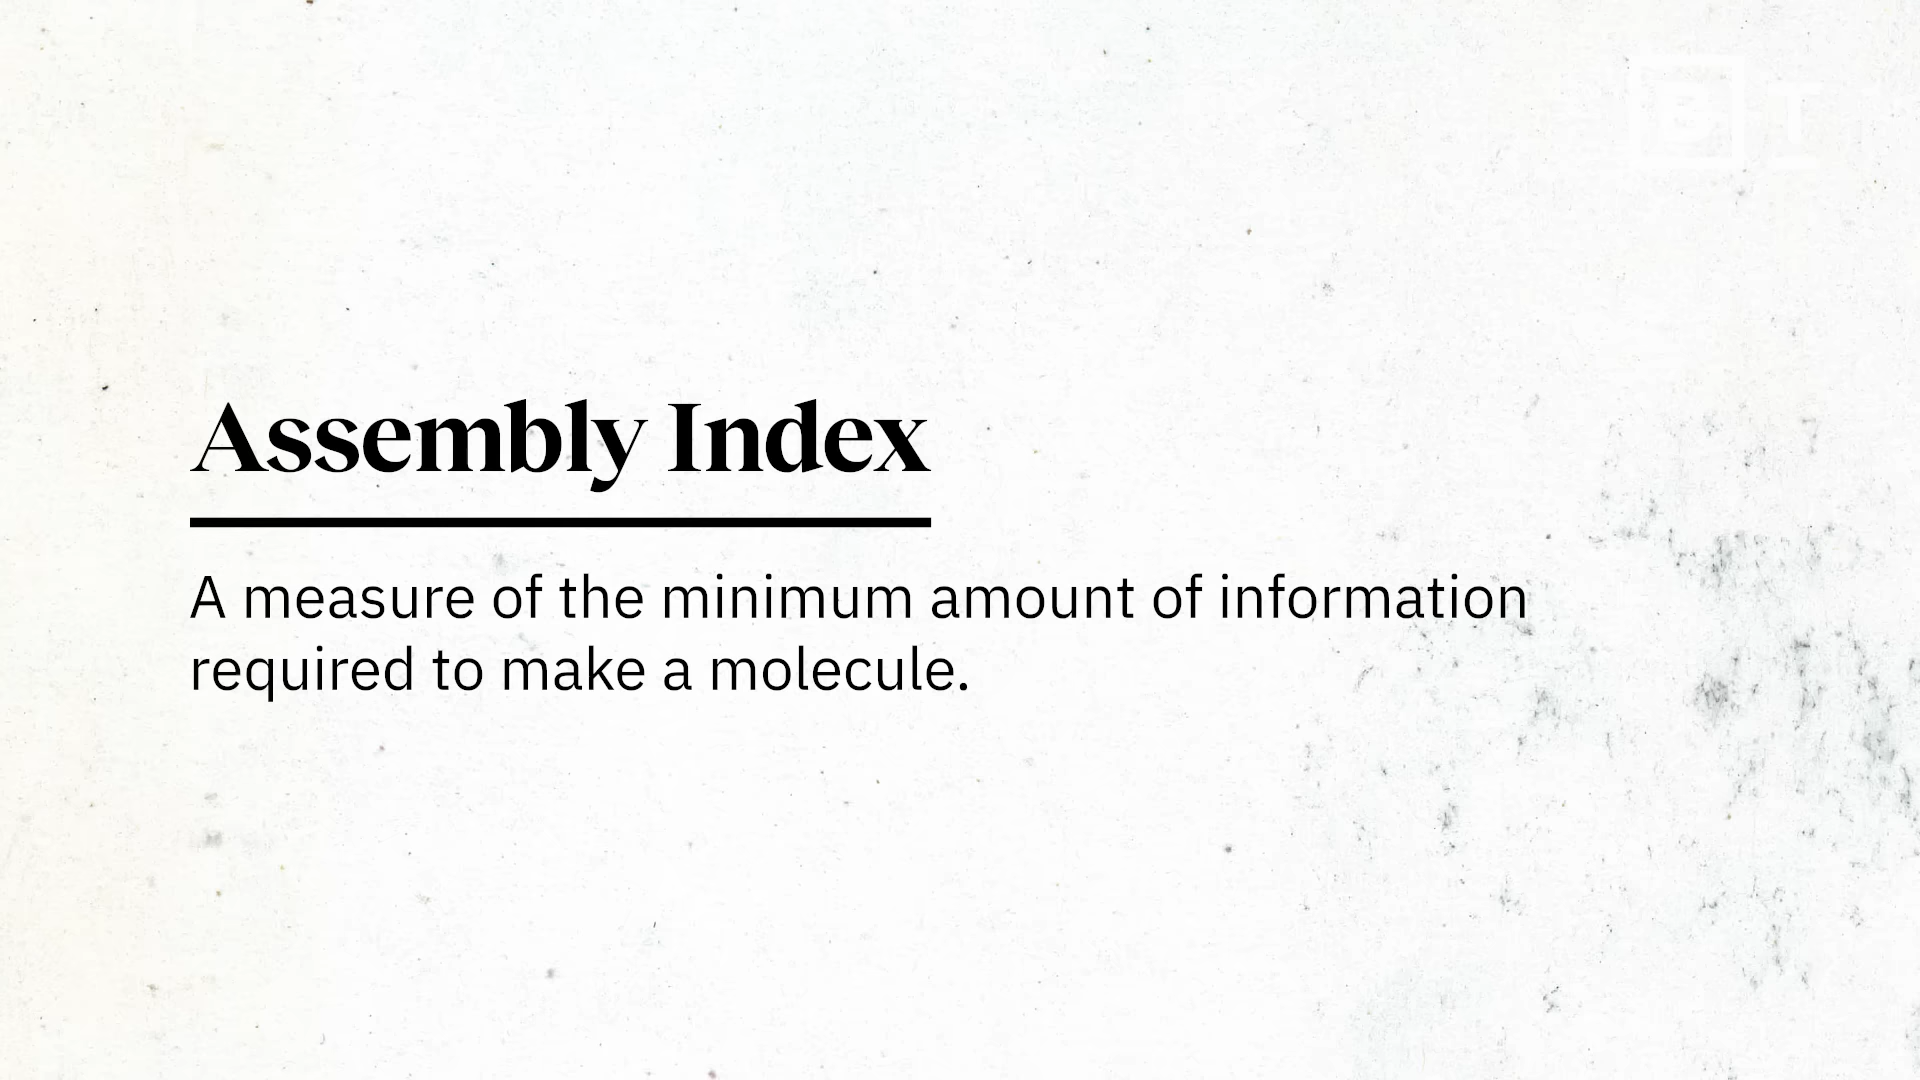 B T
Assembly Index
A measure of the minimum amount of information
required to make a molecule.